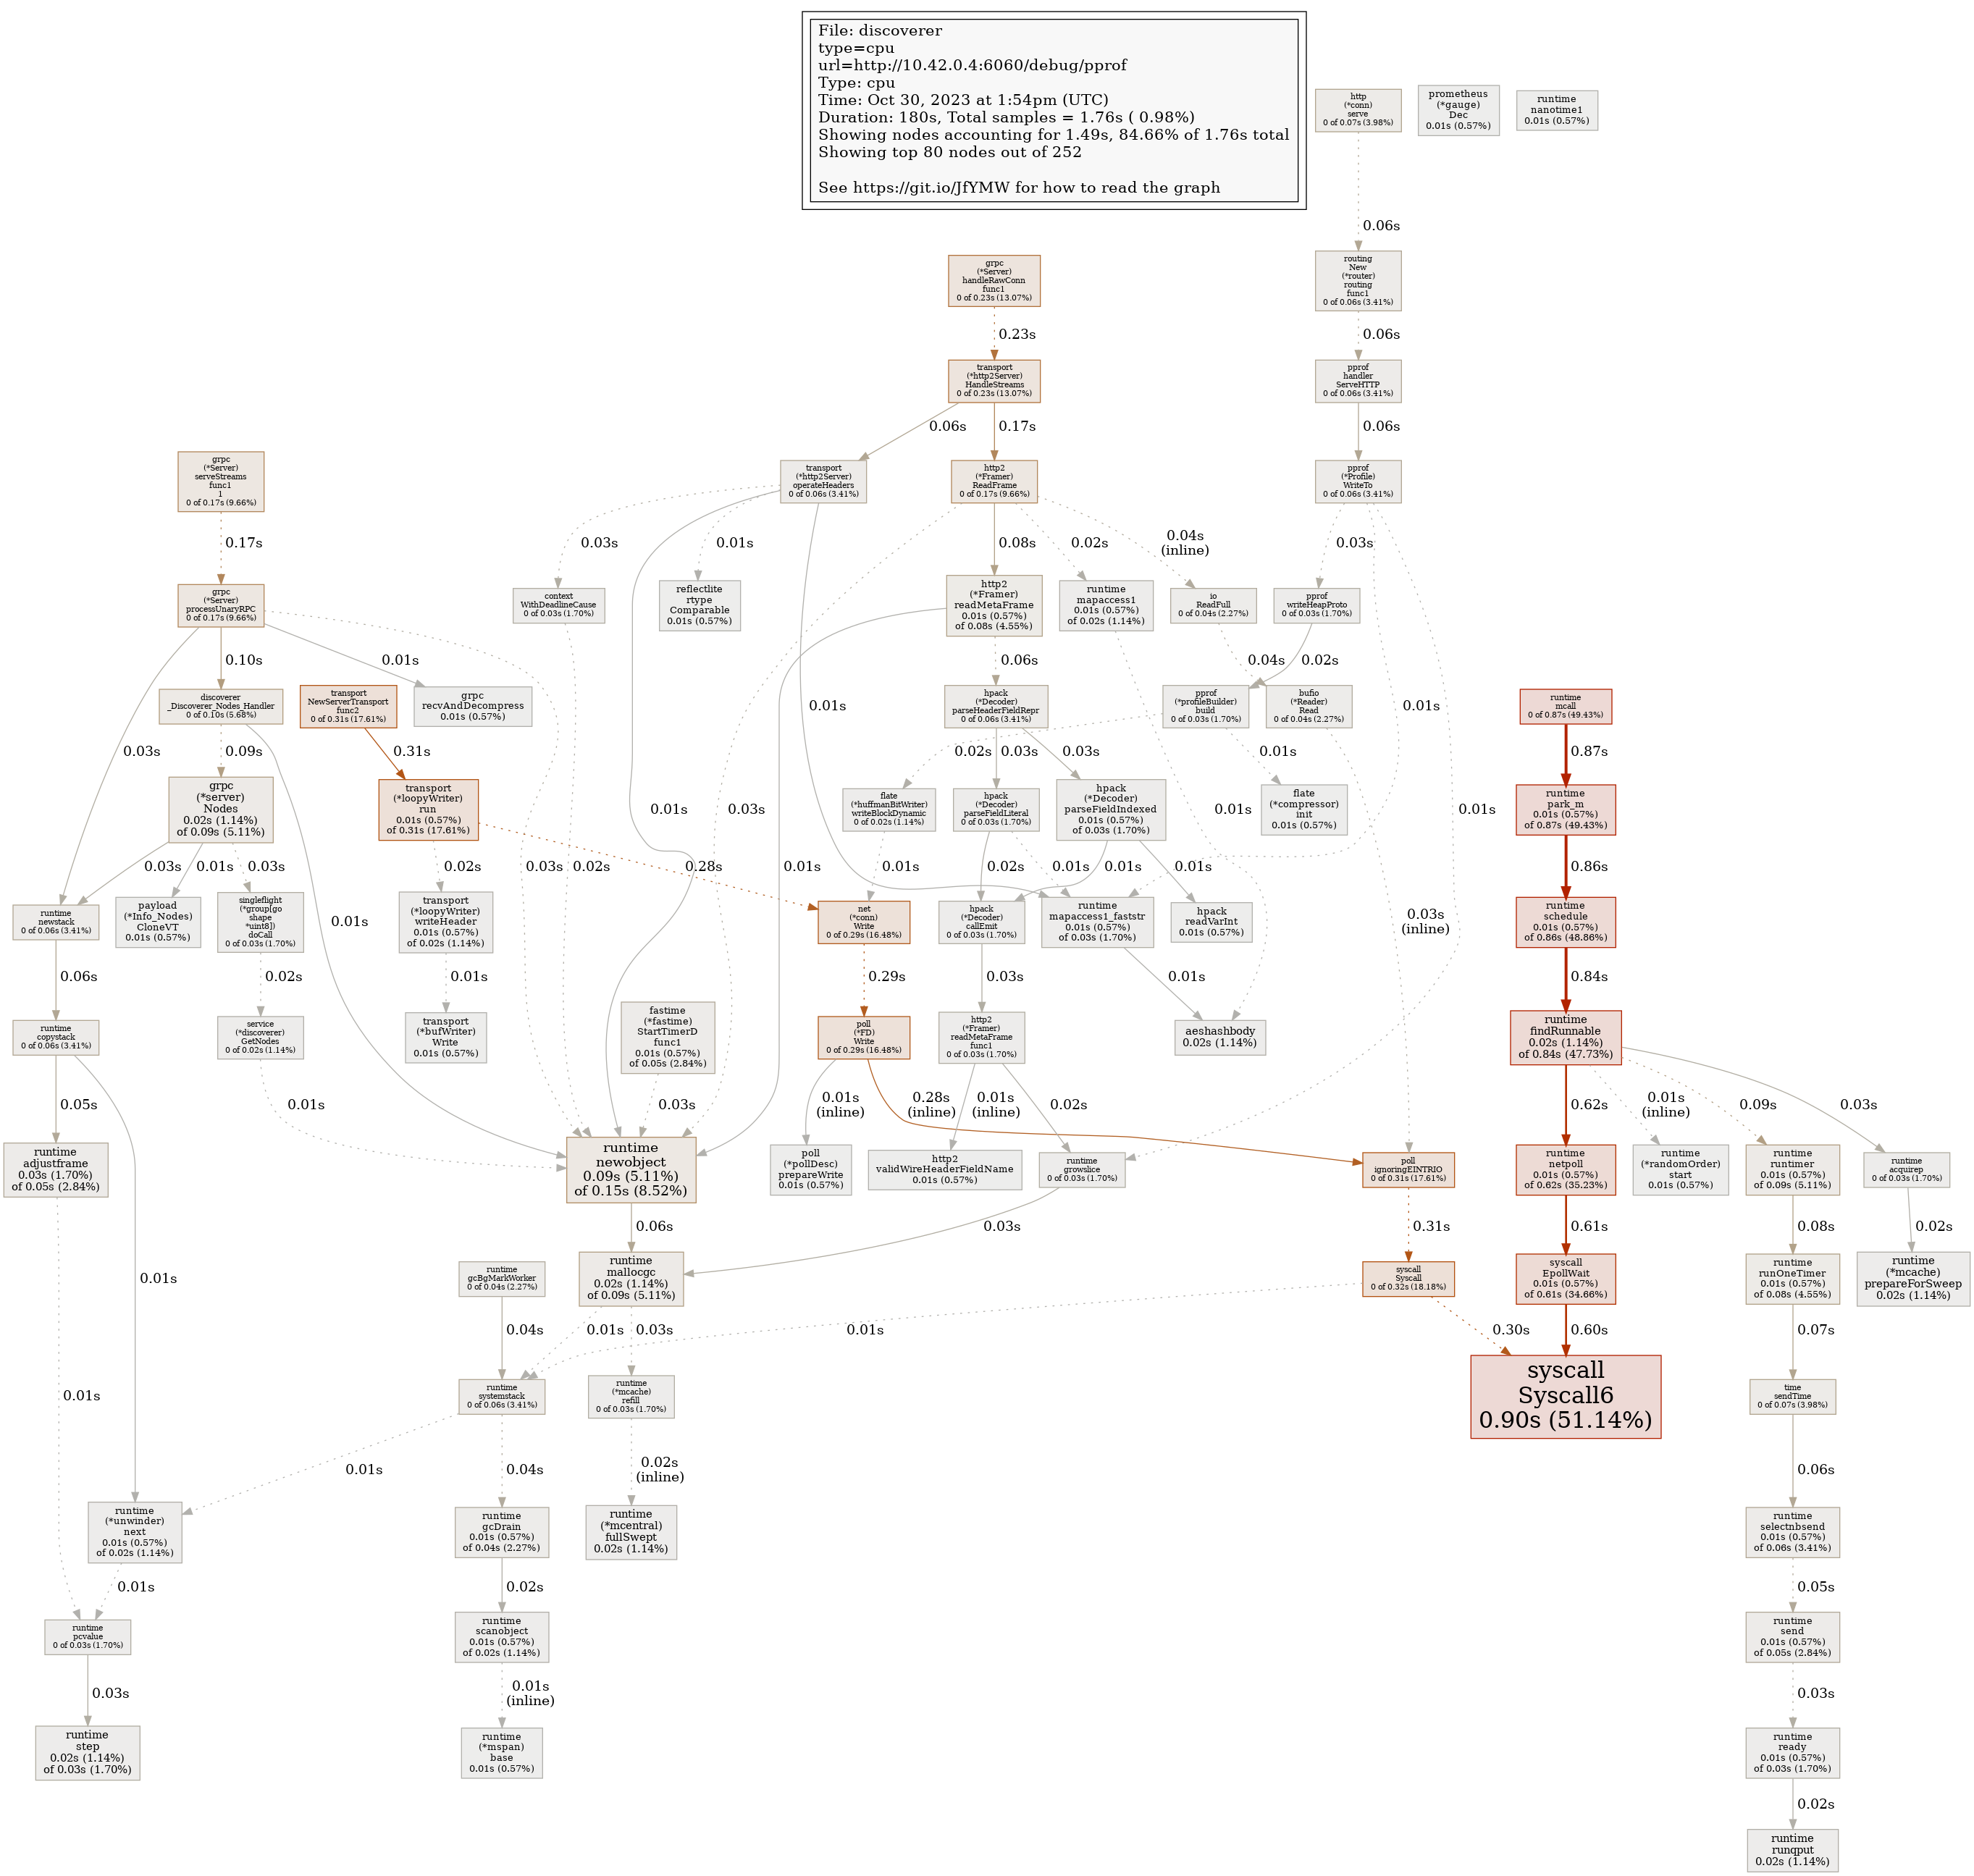 File: discoverer
type=cpu
url=http://10.42.0.4:6060/debug/pprof
Type: cpu
Time: Oct 30, 2023 at 1:54pm (UTC)
Duration: 180s, Total samples = 1.76s ( 0.98%)
Showing nodes accounting for 1.49s, 84.66% of 1.76s total
Showing top 80 nodes out of 252
See https://git.io/JfYMW for how to read the graph
http
(*conn)
serve
0 of 0.07s (3.98%)
prometheus
(*gauge)
Dec
0.01s (0.57%)
runtime
nanotime1
0.01s (0.57%)
0.06s
grpc
(*Server)
handleRawConn
func1
0 of 0.23s (13.07%)
routing
New
(*router)
routing
func1
0 of 0.06s (3.41%)
0.23s
0.06s
transport
(*http2Server)
HandleStreams
0 of 0.23s (13.07%)
pprof
handler
ServeHTTP
0 of 0.06s (3.41%)
0.06s
0.17s
0.06s
grpc
(*Server)
serveStreams
func1
1
0 of 0.17s (9.66%)
transport
(*http2Server)
operateHeaders
0 of 0.06s (3.41%)
http2
(*Framer)
ReadFrame
0 of 0.17s (9.66%)
pprof
(*Profile)
WriteTo
0 of 0.06s (3.41%)
0.17s
0.03s
0.01s
0.08s
0.02s
0.04s
(inline)
0.03s
grpc
(*Server)
processUnaryRPC
0 of 0.17s (9.66%)
context
WithDeadlineCause
0 of 0.03s (1.70%)
reflectlite
rtype
Comparable
0.01s (0.57%)
http2
(*Framer)
readMetaFrame
0.01s (0.57%)
of 0.08s (4.55%)
runtime
mapaccess1
0.01s (0.57%)
of 0.02s (1.14%)
io
ReadFull
0 of 0.04s (2.27%)
pprof
writeHeapProto
0 of 0.03s (1.70%)
0.10s
0.01s
0.06s
0.04s
0.02s
discoverer
_Discoverer_Nodes_Handler
0 of 0.10s (5.68%)
transport
NewServerTransport
func2
0 of 0.31s (17.61%)
grpc
recvAndDecompress
0.01s (0.57%)
0.01s
hpack
(*Decoder)
parseHeaderFieldRepr
0 of 0.06s (3.41%)
pprof
(*profileBuilder)
build
0 of 0.03s (1.70%)
bufio
(*Reader)
Read
0 of 0.04s (2.27%)
0.01s
runtime
mcall
0 of 0.87s (49.43%)
0.03s
0.09s
0.31s
0.02s
0.03s
0.03s
0.01s
0.87s
grpc
(*server)
Nodes
0.02s (1.14%)
of 0.09s (5.11%)
transport
(*loopyWriter)
run
0.01s (0.57%)
of 0.31s (17.61%)
0.01s
0.03s
flate
(*huffmanBitWriter)
writeBlockDynamic
0 of 0.02s (1.14%)
hpack
(*Decoder)
parseFieldLiteral
0 of 0.03s (1.70%)
hpack
(*Decoder)
parseFieldIndexed
0.01s (0.57%)
of 0.03s (1.70%)
0.01s
flate
(*compressor)
init
0.01s (0.57%)
0.01s
runtime
park_m
0.01s (0.57%)
of 0.87s (49.43%)
0.03s
0.01s
0.03s
0.02s
0.03s
0.02s
0.28s
0.01s
0.01s
0.02s
0.01s
0.01s
0.01s
0.86s
runtime
newstack
0 of 0.06s (3.41%)
payload
(*Info_Nodes)
CloneVT
0.01s (0.57%)
singleflight
(*group[go
shape
*uint8])
doCall
0 of 0.03s (1.70%)
0.01s
transport
(*loopyWriter)
writeHeader
0.01s (0.57%)
of 0.02s (1.14%)
net
(*conn)
Write
0 of 0.29s (16.48%)
hpack
(*Decoder)
callEmit
0 of 0.03s (1.70%)
runtime
mapaccess1_faststr
0.01s (0.57%)
of 0.03s (1.70%)
hpack
readVarInt
0.01s (0.57%)
0.03s
(inline)
runtime
schedule
0.01s (0.57%)
of 0.86s (48.86%)
0.06s
0.02s
0.01s
0.29s
0.03s
0.01s
0.84s
runtime
copystack
0 of 0.06s (3.41%)
service
(*discoverer)
GetNodes
0 of 0.02s (1.14%)
transport
(*bufWriter)
Write
0.01s (0.57%)
fastime
(*fastime)
StartTimerD
func1
0.01s (0.57%)
of 0.05s (2.84%)
poll
(*FD)
Write
0 of 0.29s (16.48%)
http2
(*Framer)
readMetaFrame
func1
0 of 0.03s (1.70%)
aeshashbody
0.02s (1.14%)
runtime
findRunnable
0.02s (1.14%)
of 0.84s (47.73%)
0.05s
0.01s
0.03s
0.01s
(inline)
0.28s
(inline)
0.01s
(inline)
0.02s
0.62s
0.01s
(inline)
0.09s
0.03s
runtime
adjustframe
0.03s (1.70%)
of 0.05s (2.84%)
runtime
newobject
0.09s (5.11%)
of 0.15s (8.52%)
poll
(*pollDesc)
prepareWrite
0.01s (0.57%)
http2
validWireHeaderFieldName
0.01s (0.57%)
runtime
growslice
0 of 0.03s (1.70%)
poll
ignoringEINTRIO
0 of 0.31s (17.61%)
runtime
netpoll
0.01s (0.57%)
of 0.62s (35.23%)
runtime
(*randomOrder)
start
0.01s (0.57%)
runtime
runtimer
0.01s (0.57%)
of 0.09s (5.11%)
runtime
acquirep
0 of 0.03s (1.70%)
0.06s
0.03s
0.31s
0.61s
0.08s
0.02s
0.01s
runtime
gcBgMarkWorker
0 of 0.04s (2.27%)
runtime
mallocgc
0.02s (1.14%)
of 0.09s (5.11%)
syscall
Syscall
0 of 0.32s (18.18%)
syscall
EpollWait
0.01s (0.57%)
of 0.61s (34.66%)
runtime
runOneTimer
0.01s (0.57%)
of 0.08s (4.55%)
runtime
(*mcache)
prepareForSweep
0.02s (1.14%)
0.04s
0.01s
0.03s
0.01s
0.30s
0.60s
0.07s
0.01s
runtime
systemstack
0 of 0.06s (3.41%)
runtime
(*mcache)
refill
0 of 0.03s (1.70%)
syscall
Syscall6
0.90s (51.14%)
time
sendTime
0 of 0.07s (3.98%)
0.01s
0.04s
0.02s
(inline)
0.06s
runtime
(*unwinder)
next
0.01s (0.57%)
of 0.02s (1.14%)
runtime
gcDrain
0.01s (0.57%)
of 0.04s (2.27%)
runtime
(*mcentral)
fullSwept
0.02s (1.14%)
runtime
selectnbsend
0.01s (0.57%)
of 0.06s (3.41%)
0.01s
0.02s
0.05s
runtime
pcvalue
0 of 0.03s (1.70%)
runtime
scanobject
0.01s (0.57%)
of 0.02s (1.14%)
runtime
send
0.01s (0.57%)
of 0.05s (2.84%)
0.03s
0.01s
(inline)
0.03s
runtime
step
0.02s (1.14%)
of 0.03s (1.70%)
runtime
(*mspan)
base
0.01s (0.57%)
runtime
ready
0.01s (0.57%)
of 0.03s (1.70%)
0.02s
runtime
runqput
0.02s (1.14%)